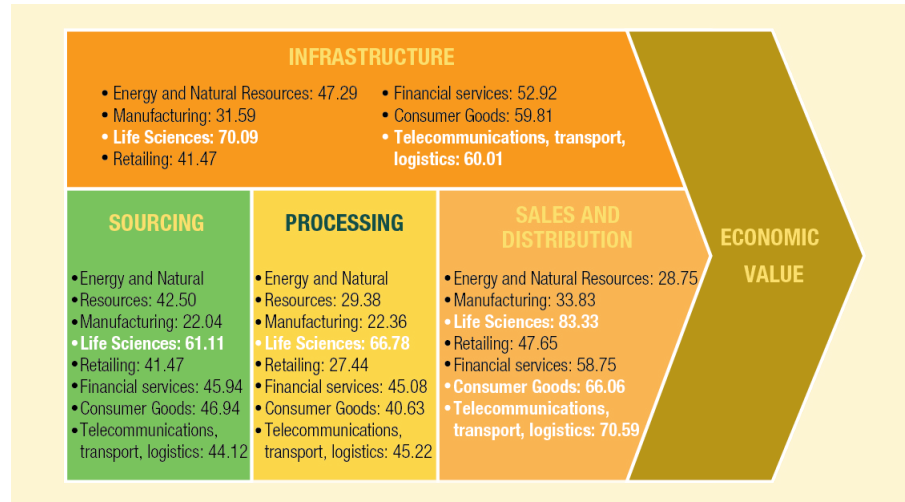 INFRASTRUCTURE
• Energy and Natural Resources: 47.29
• Manufacturing: 31.59
• Life Sciences: 70.09
• Retailing: 41.47
• Financial services: 52.92
• Consumer Goods: 59.81
• Telecommunications, transport,
logistics: 60.01
SOURCING
• Energy and Natural
• Resources: 42.50
• Manufacturing: 22.04
• Life Sciences: 61.11
• Retailing: 41.47
• Financial services: 45.94
• Consumer Goods: 46.94
• Telecommunications,
transport, logistics: 44.12
PROCESSING
• Energy and Natural
Resources: 29.38
• Manufacturing: 22.36
• Life Sciences: 66.78
• Retailing: 27.44
• Financial services: 45.08
• Consumer Goods: 40.63
• Telecommunications,
transport, logistics: 45.22
SALES AND
DISTRIBUTION
• Energy and Natural Resources: 28.75
• Manufacturing: 33.83
• Life Sciences: 83.33
• Retailing: 47.65
• Financial services: 58.75
• Consumer Goods: 66.06
• Telecommunications,
• transport, logistics: 70.59
ECONOMIC
VALUE